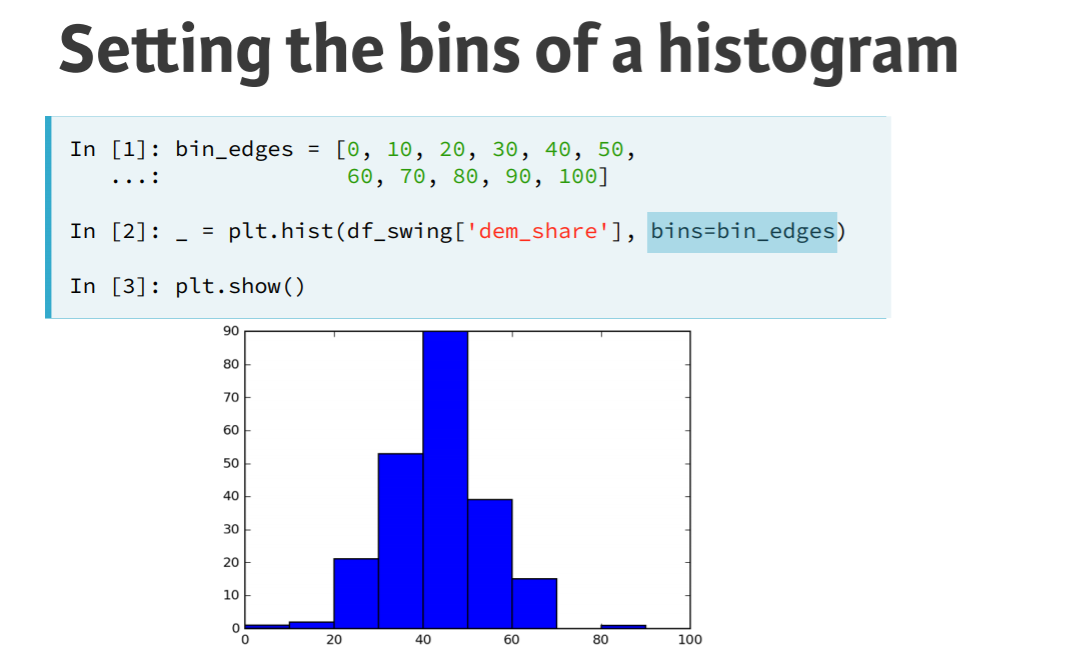 Setting the bins of a histogram
In [1]: bin_edges = [0, 10, 20, 30, 40, 50,
...: 60, 70, 80, 90, 100]
In [2]: _ = plt.hist(df_swing['dem_share'], bins=bin_edges)
In [3]: plt.show()
90
80
70
60
50
40
30
20
10
0
0 20 40 60 80 100